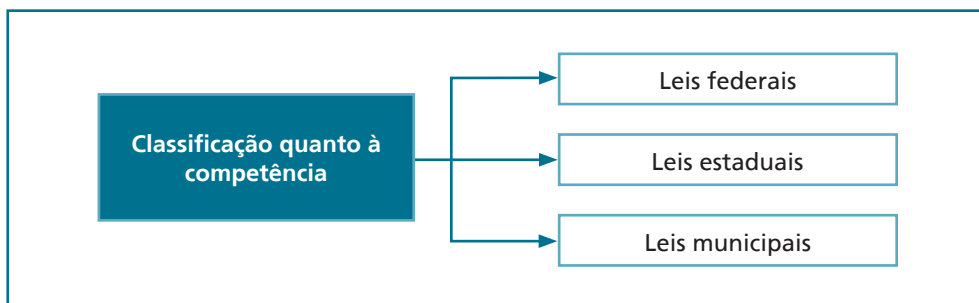 Classificação quanto à
competência
Leis federais
Leis estaduais
Leis municipais